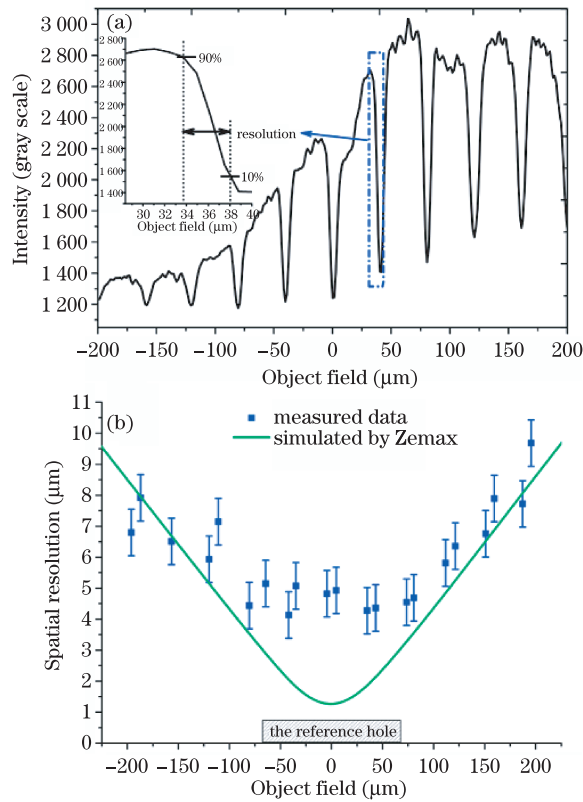 (a)
3 000
2 800
2 600
2 400
2 200
2 000
1 800
1 600
1 400
1 200
Intensity (gray scale)
2 800
2 600
2 400
2 200
2 000
1 800
1 600
1 400
90%
resolution
10%
30 32 34 36 38 40
Object field (μm)
−200 −150 −100 −50 0 50 100 150 200
Object field (μm)
(b)
measured data
simulated by Zemax
11
10
9
8
7
6
5
4
3
2
1
0
Spatial resolution (μm)
the reference hole
−200 −150 −100 −50 0 50 100 150 200
Object field (μm)